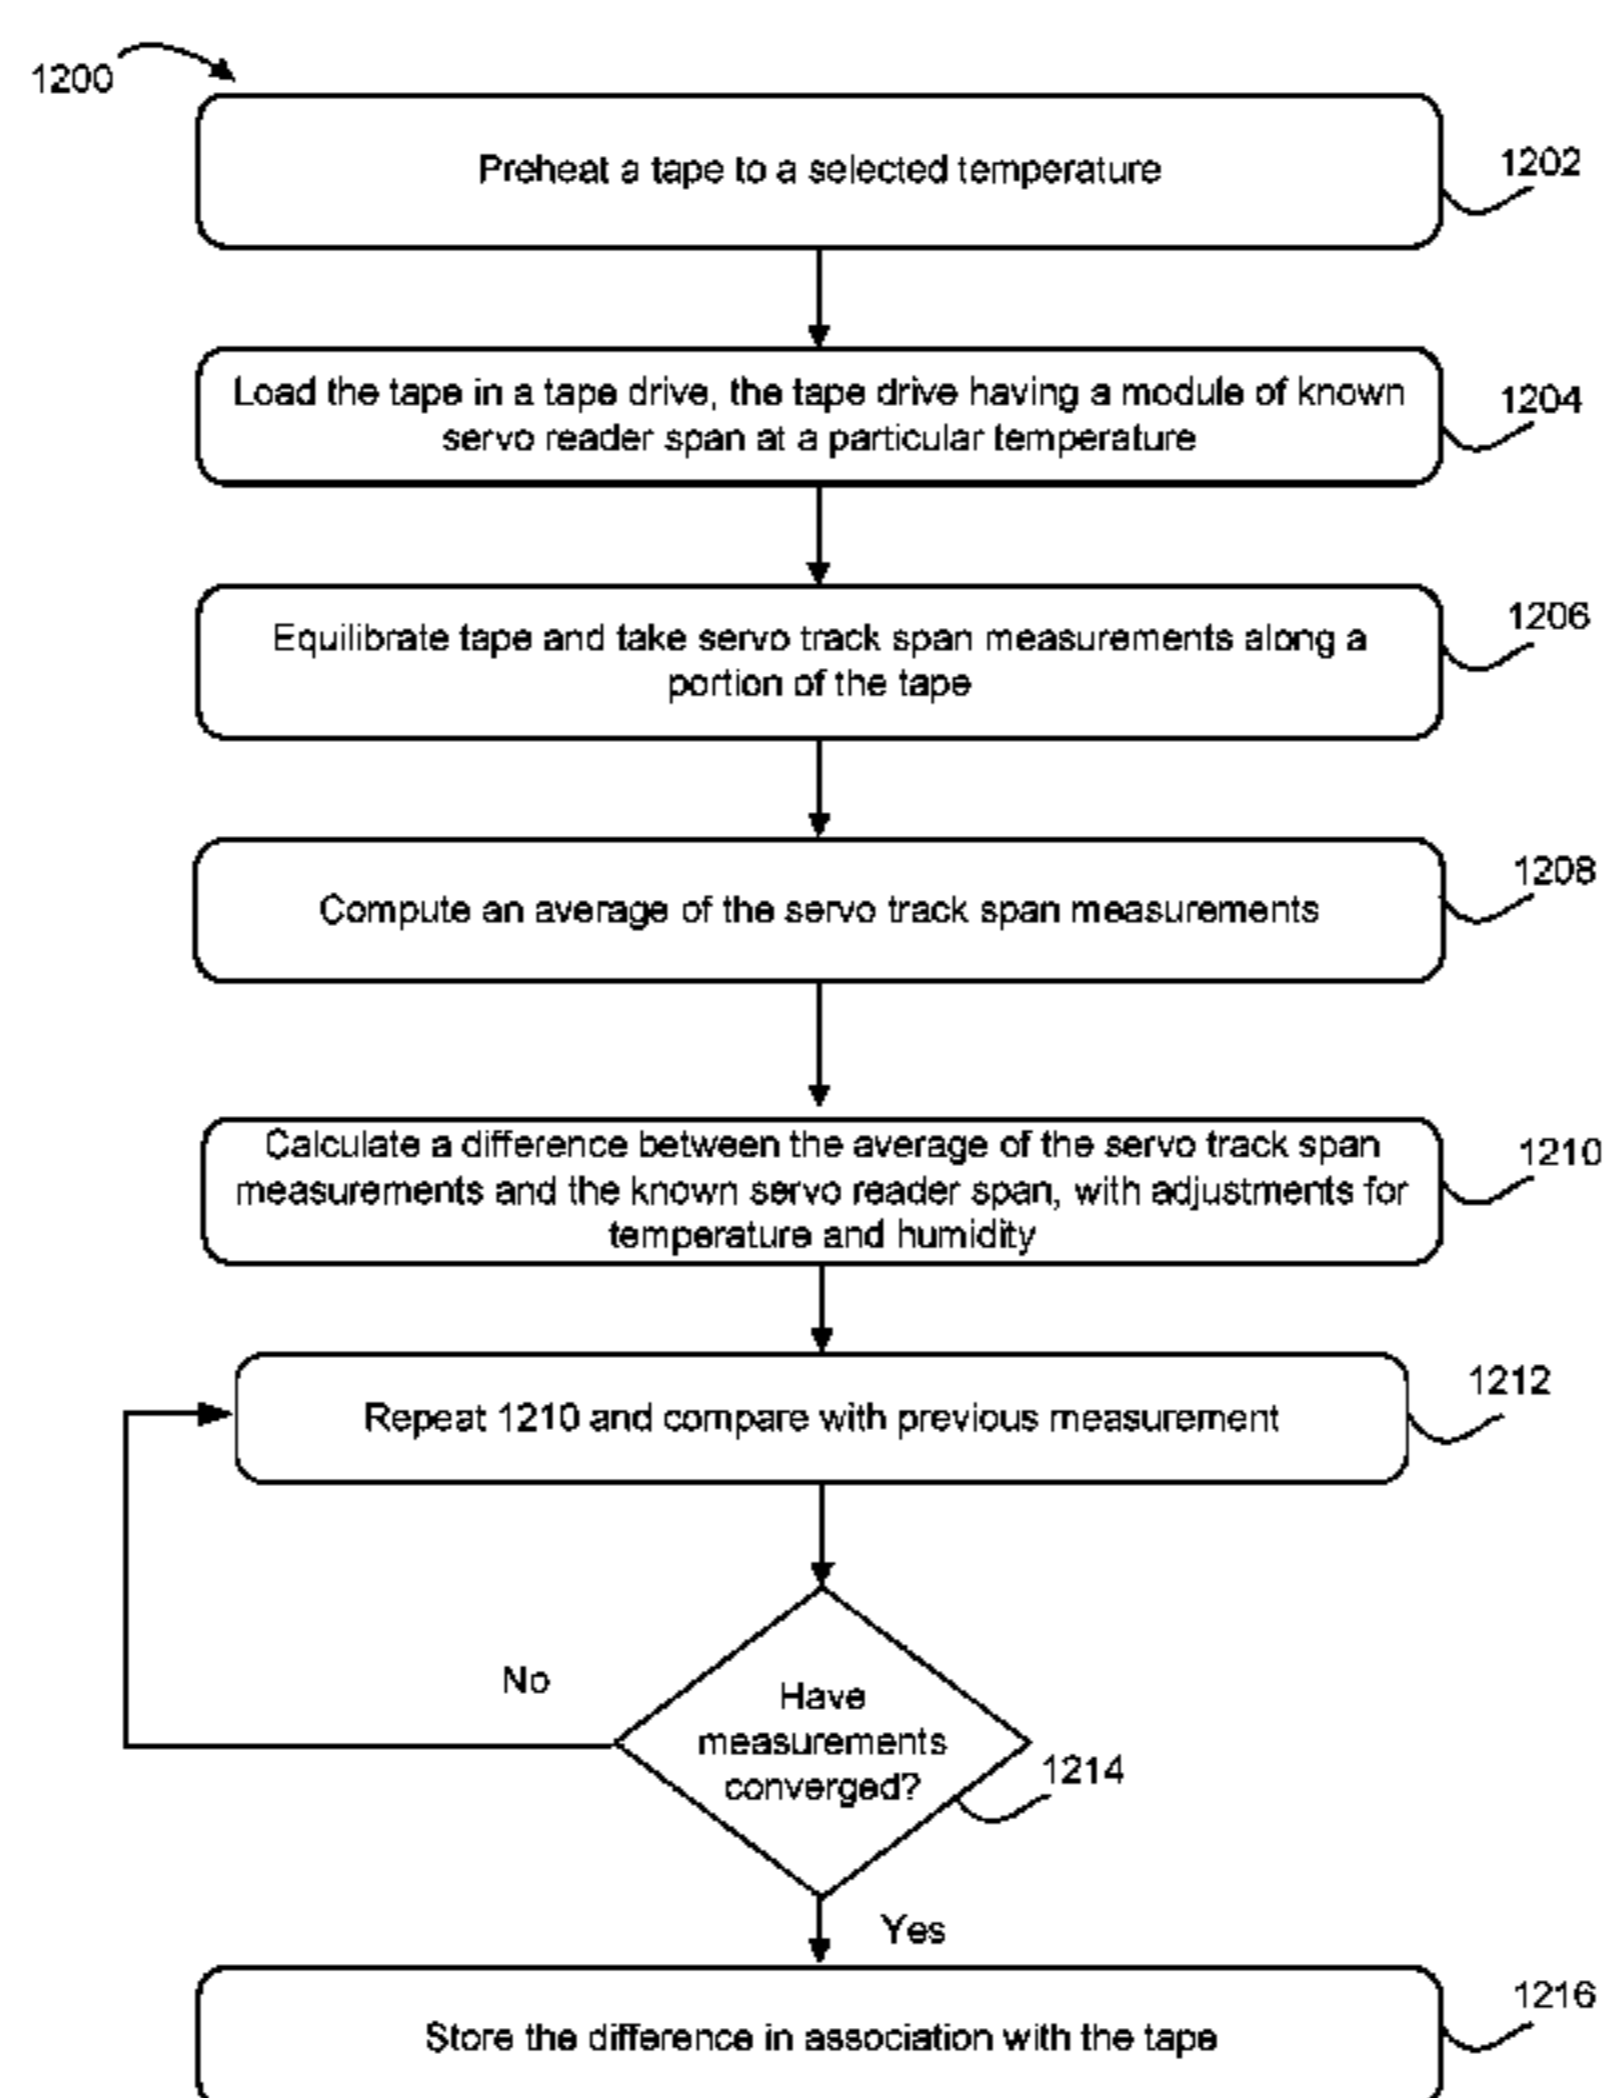 1200
Preheat a tape to a selected temperature
1202
Load the tape in a tape drive, the tape drive having a module of known
servo reader span at a particular temperature
1204
Equilibrate tape and take servo track span measurements along a
portion of the tape
1206
Compute an average of the servo track span measurements
1208
Calculate a difference between the average of the servo track span
measurements and the known servo reader span, with adjustments for
temperature and humidity
1210
Repeat 1210 and compare with previous measurement
1212
No
Have
measurements
converged?
1214
Yes
Store the difference in association with the tape
1216